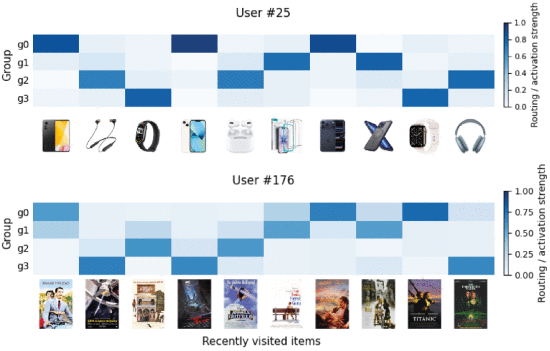 User #25
Group
g0
g1
g2
g3
1.0
0.8
0.6
0.4
0.2
0.0
Routing / activation strength
User #176
Group
g0
g1
g2
g3
1.00
0.75
0.50
0.25
0.00
Routing / activation strength
TITANIC
Recently visited items